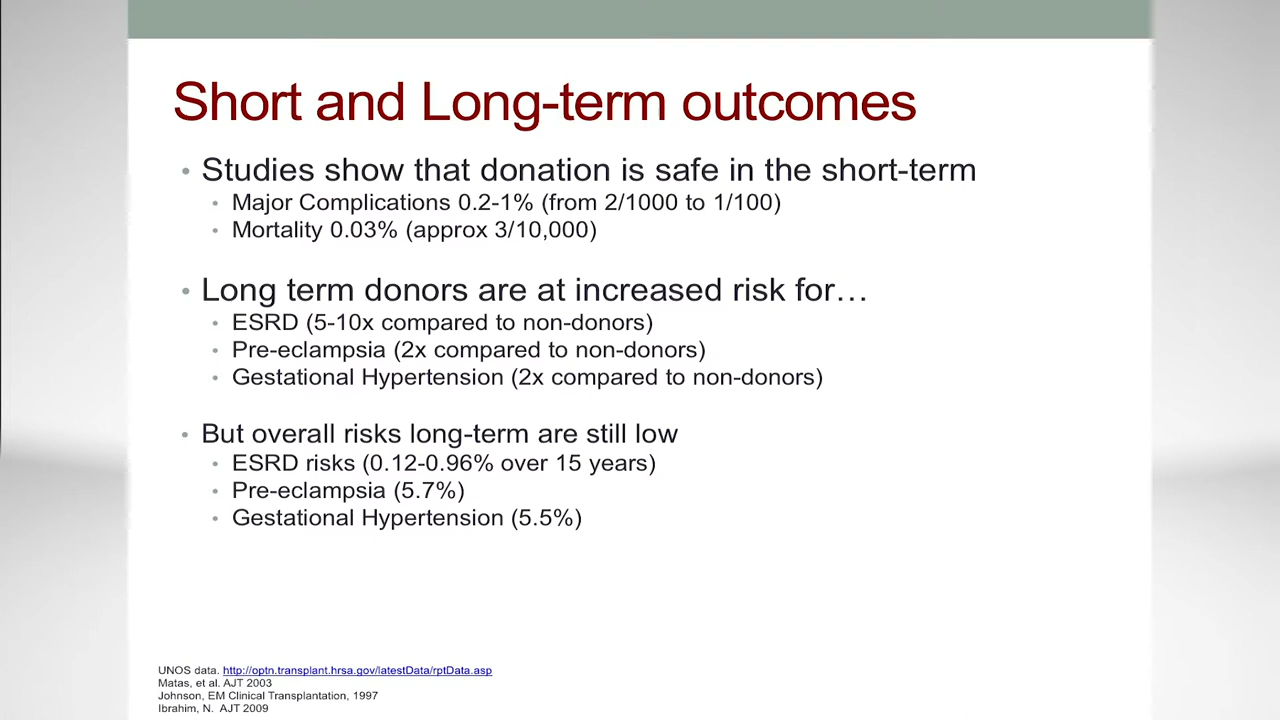 Short and Long-term outcomes
• Studies show that donation is safe in the short-term
• Major Complications 0.2-1% (from 2/1000 to 1/100)
• Mortality 0.03% (approx 3/10,000)
• Long term donors are at increased risk for…
• ESRD (5-10x compared to non-donors)
• Pre-eclampsia (2x compared to non-donors)
• Gestational Hypertension (2x compared to non-donors)
• But overall risks long-term are still low
• ESRD risks (0.12-0.96% over 15 years)
• Pre-eclampsia (5.7%)
• Gestational Hypertension (5.5%)
UNOS data. http://optn.transplant.hrsa.gov/latestData/rptData.asp
Matas, et al. AJT 2003
Johnson, EM Clinical Transplantation, 1997
Ibrahim, N.  AJT 2009